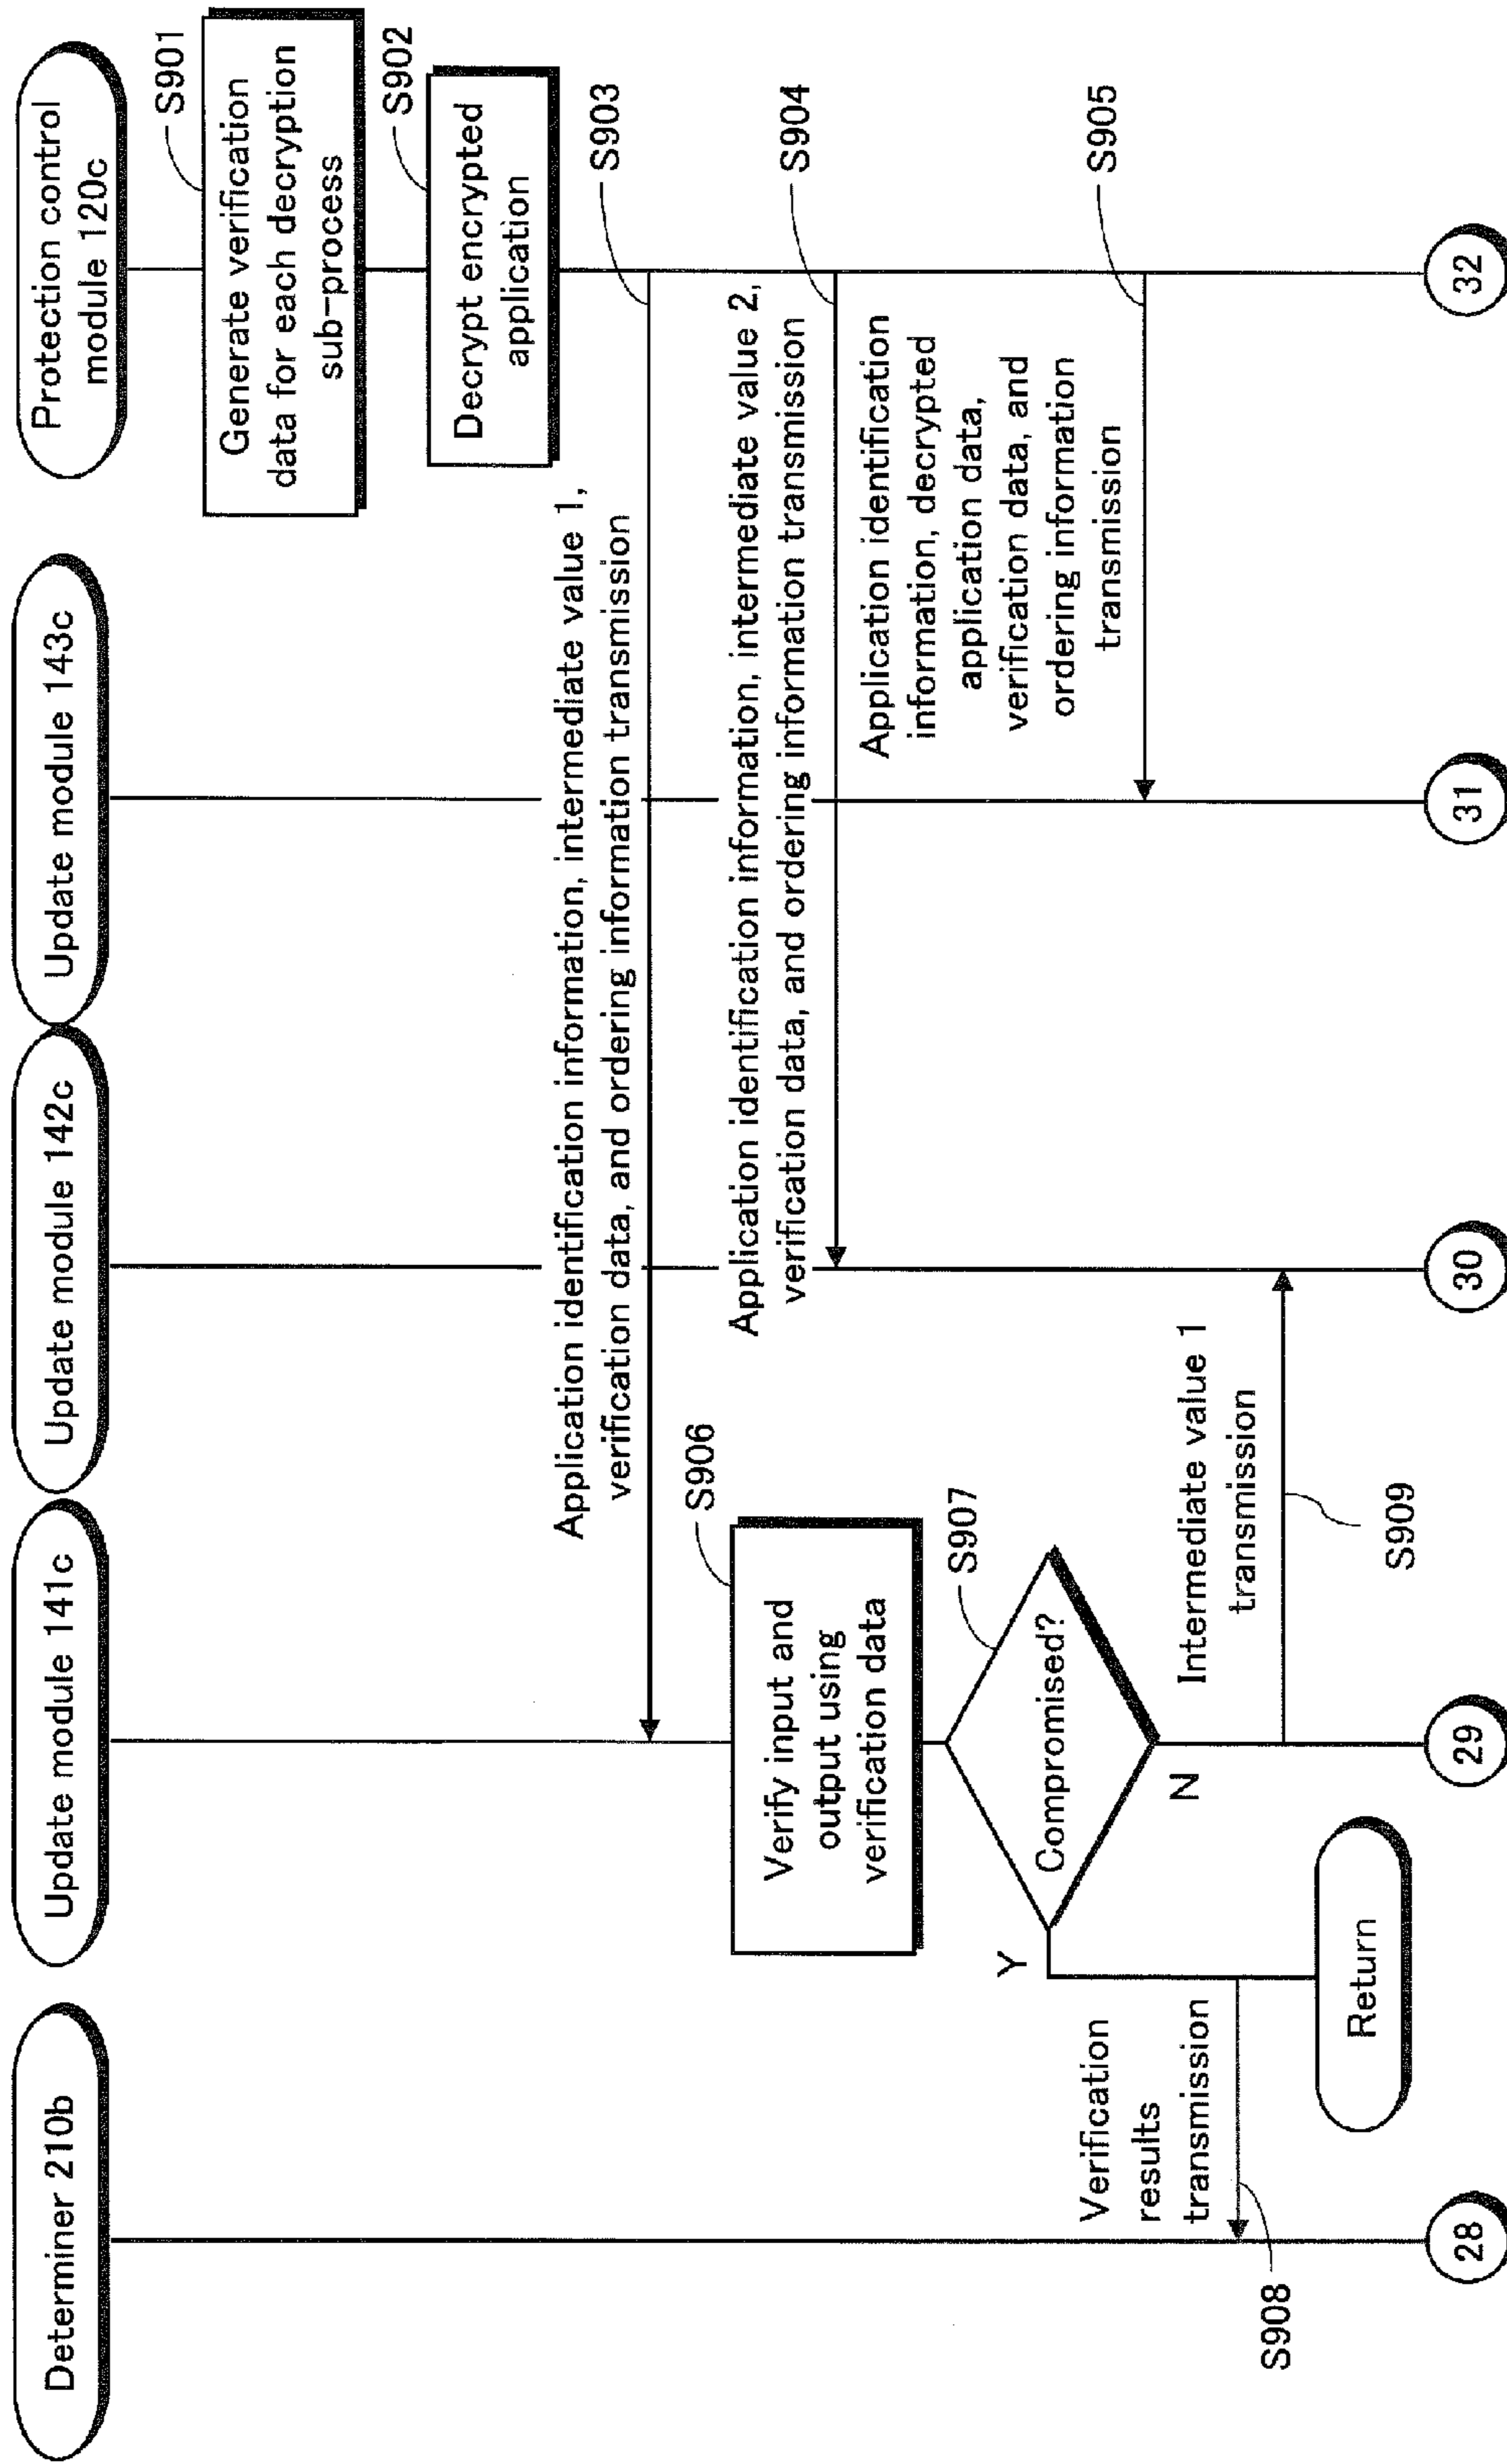 Determiner 210b
Update module 141c
Update module 142c
Update module 143c
Protection control
module 120c
S901
Generate verification
data for each decryption
sub-process
S902
Decrypt encrypted
application
S903
Application identification information, intermediate value 1,
verification data, and ordering information transmission
S904
Application identification information, intermediate value 2,
verification data, and ordering information transmission
S905
Application identification
information, decrypted
application data,
verification data, and
ordering information
transmission
S906
Verify input and
output using
verification data
S907
Compromised?
Y
N
Verification
results
transmission
S908
Return
Intermediate value 1
transmission
S909
28
29
30
31
32